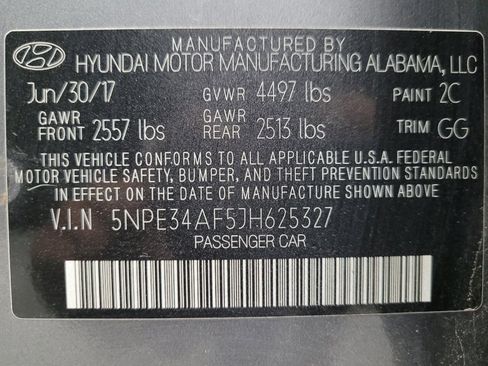 MANUFACTURED BY
HYUNDAI MOTOR MANUFACTURING ALABAMA, LLC
Jun/30/17 GVWR 4497 lbs PAINT 2C
GAWR FRONT 2557 lbs GAWR REAR 2513 lbs TRIM GG
THIS VEHICLE CONFORMS TO ALL APPLICABLE U.S.A. FEDERAL
MOTOR VEHICLE SAFETY, BUMPER, AND THEFT PREVENTION STANDARDS
IN EFFECT ON THE DATE OF MANUFACTURE SHOWN ABOVE.
V.I.N 5NPE34AF5JH625327
PASSENGER CAR